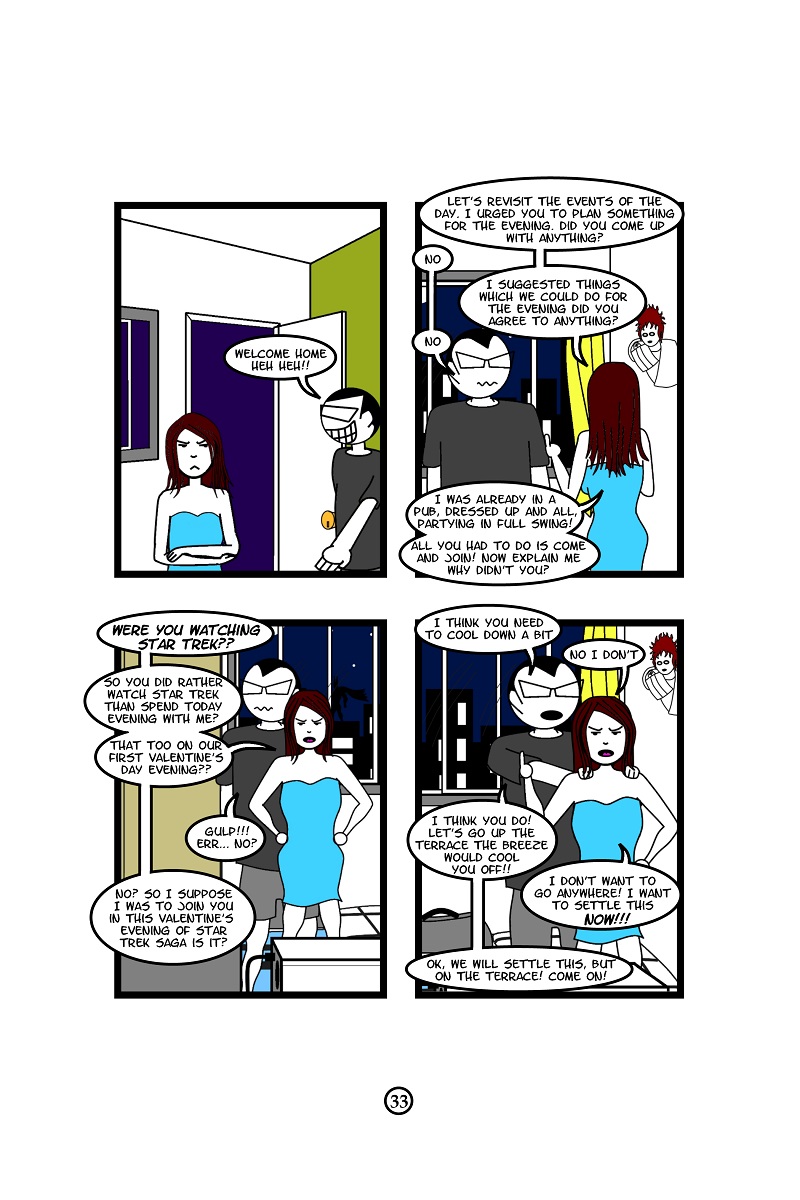 WELCOME HOME
HEH HEH!!
LET'S REVISIT THE EVENTS OF THE
DAY. I URGED YOU TO PLAN SOMETHING
FOR THE EVENING. DID YOU COME UP
WITH ANYTHING?
NO
I SUGGESTED THINGS
WHICH WE COULD DO FOR
THE EVENING DID YOU
AGREE TO ANYTHING?
NO
I WAS ALREADY IN A
PUB, DRESSED UP AND ALL,
PARTYING IN FULL SWING!
ALL YOU HAD TO DO IS COME
AND JOIN! NOW EXPLAIN ME
WHY DIDN'T YOU?
WERE YOU WATCHING
STAR TREK??
SO YOU DID RATHER
WATCH STAR TREK
THAN SPEND TODAY
EVENING WITH ME?
THAT TOO ON OUR
FIRST VALENTINE'S
DAY EVENING??
GULP!!!
ERR... NO?
NO? SO I SUPPOSE
I WAS TO JOIN YOU
IN THIS VALENTINE'S
EVENING OF STAR
TREK SAGA IS IT?
I THINK YOU NEED
TO COOL DOWN A BIT
NO I DON'T
I THINK YOU DO!
LET'S GO UP THE
TERRACE THE BREEZE
WOULD COOL
YOU OFF!!
I DON'T WANT TO
GO ANYWHERE! I WANT
TO SETTLE THIS
NOW!!!
OK, WE WILL SETTLE THIS, BUT
ON THE TERRACE! COME ON!
33